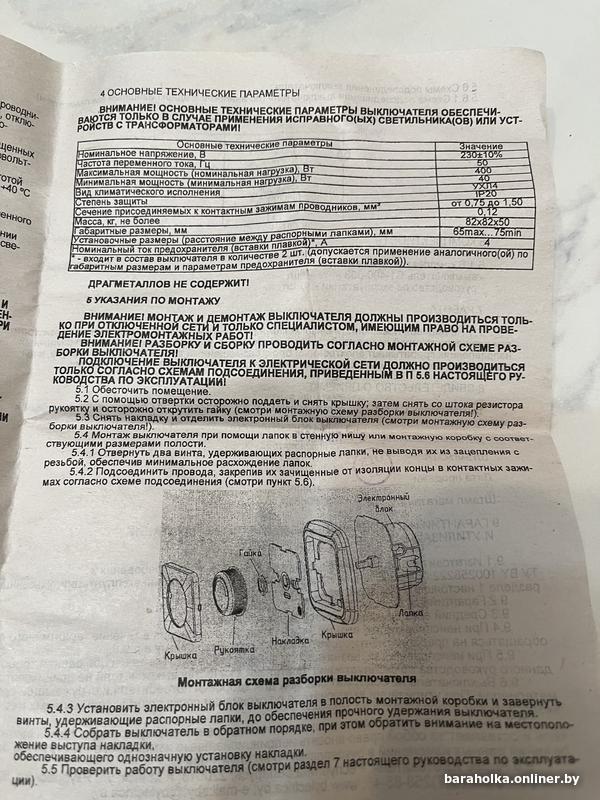 4 ОСНОВНЫЕ ТЕХНИЧЕСКИЕ ПАРАМЕТРЫ
ВНИМАНИЕ! ОСНОВНЫЕ ТЕХНИЧЕСКИЕ ПАРАМЕТРЫ ВЫКЛЮЧАТЕЛЯ ОБЕСПЕЧИ-
ВАЮТСЯ ТОЛЬКО В СЛУЧАЕ ПРИМЕНЕНИЯ ИСПРАВНОГО(ЫХ) СВЕТИЛЬНИКА(ОВ) ИЛИ УСТ-
РОЙСТВ С ТРАНСФОРМАТОРАМИ!
Основные технические параметры Значение
Номинальное напряжение, В 230±10%
Частота переменного тока, Гц 50
Максимальная мощность (номинальная нагрузка), Вт 400
Минимальная мощность (минимальная нагрузка), Вт 40
Вид климатического исполнения УХЛ4
Степень защиты IP20
Сечение присоединяемых к контактным зажимам проводников, мм² от 0,75 до 1,50
Масса, кг, не более 0,12
Габаритные размеры, мм 82х82х50
Установочные размеры (расстояние между распорными лапками), мм 65max...75min
Номинальный ток предохранителя (вставки плавкой)*, А 4
* - входит в состав выключателя в количестве 2 шт. (допускается применение аналогичного(ой) по
габаритным размерам и параметрам предохранителя (вставки плавкой)).
ДРАГМЕТАЛЛОВ НЕ СОДЕРЖИТ!
5 УКАЗАНИЯ ПО МОНТАЖУ
ВНИМАНИЕ! МОНТАЖ И ДЕМОНТАЖ ВЫКЛЮЧАТЕЛЯ ДОЛЖНЫ ПРОИЗВОДИТЬСЯ ТОЛЬ-
КО ПРИ ОТКЛЮЧЕННОЙ СЕТИ И ТОЛЬКО СПЕЦИАЛИСТОМ, ИМЕЮЩИМ ПРАВО НА ПРОВЕ-
ДЕНИЕ ЭЛЕКТРОМОНТАЖНЫХ РАБОТ!
ВНИМАНИЕ! РАЗБОРКУ И СБОРКУ ПРОВОДИТЬ СОГЛАСНО МОНТАЖНОЙ СХЕМЕ РАЗ-
БОРКИ ВЫКЛЮЧАТЕЛЯ!
ПОДКЛЮЧЕНИЕ ВЫКЛЮЧАТЕЛЯ К ЭЛЕКТРИЧЕСКОЙ СЕТИ ДОЛЖНО ПРОИЗВОДИТЬСЯ
ТОЛЬКО СОГЛАСНО СХЕМАМ ПОДСОЕДИНЕНИЯ, ПРИВЕДЕННЫМ В П 5.6 НАСТОЯЩЕГО РУ-
КОВОДСТВА ПО ЭКСПЛУАТАЦИИ!
5.1 Обесточить помещение.
5.2 С помощью отвертки осторожно поддеть и снять крышку; затем снять со штока резистора
рукоятку и осторожно открутить гайку (смотри монтажную схему разборки выключателя!).
5.3 Снять накладку и отделить электронный блок выключателя (смотри монтажную схему раз-
борки выключателя!).
5.4 Монтаж выключателя при помощи лапок в стенную нишу или монтажную коробку с соответ-
ствующими размерами полости.
5.4.1 Отвернуть два винта, удерживающих распорные лапки, не выводя их из зацепления с
резьбой, обеспечив минимальное расхождение лапок.
5.4.2 Подсоединить провода, закрепив их зачищенные от изоляции концы в контактных зажи-
мах согласно схеме подсоединения (смотри пункт 5.6).
Электронный
блок
Гайка
Лапка
Крышка
Рукоятка
Накладка
Крышка
Монтажная схема разборки выключателя
5.4.3 Установить электронный блок выключателя в полость монтажной коробки и завернуть
винты, удерживающие распорные лапки, до обеспечения прочного удержания выключателя.
5.4.4 Собрать выключатель в обратном порядке, при этом обратить внимание на местополо-
жение выступа накладки,
обеспечивающего однозначную установку накладки.
5.5 Проверить работу выключателя (смотри раздел 7 настоящего руководства по эксплуата-
ции).
baraholka.onliner.by